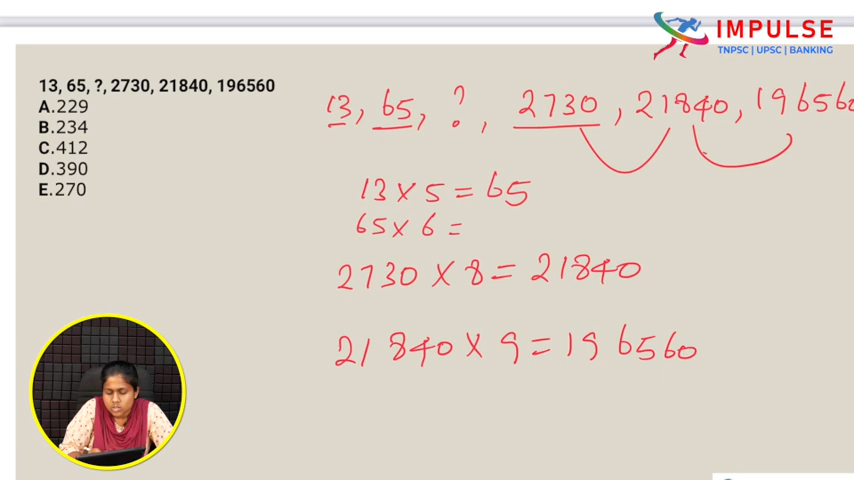 IMPULSE
TNPSC | UPSC | BANKING
13, 65, ?, 2730, 21840, 196560
A.229
B.234
C.412
D.390
E.270
13, 65, ?, 2730, 21840, 196560
13 × 5 = 65
65 × 6 =
2730 × 8 = 21840
21840 × 9 = 196560